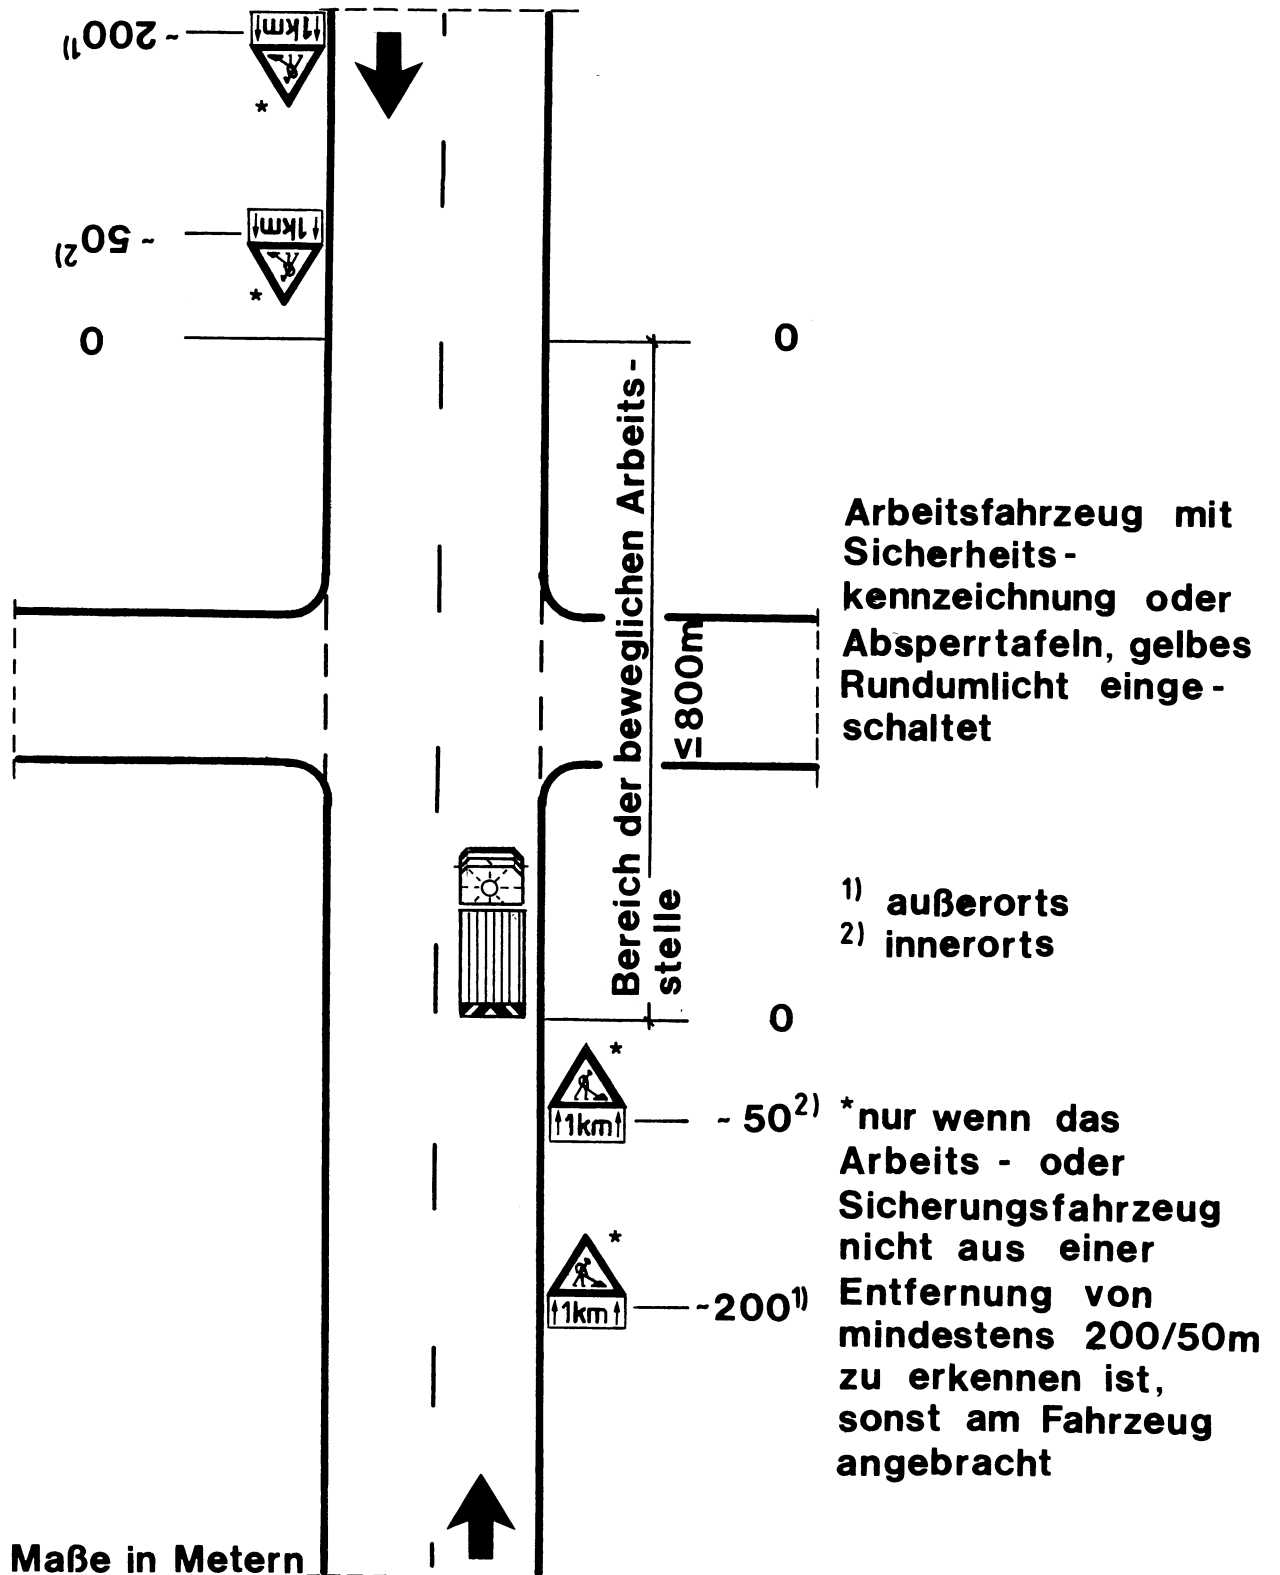 ~200¹⁾
↑1km↑
*
~50²⁾
↑1km↑
*
0
0
Bereich der beweglichen Arbeits-
stelle
≤800m
Arbeitsfahrzeug mit
Sicherheits-
kennzeichnung oder
Absperrtafeln, gelbes
Rundumlicht einge-
schaltet
¹⁾ außerorts
²⁾ innerorts
0
*
↑1km↑
~50²⁾
*
↑1km↑
~200¹⁾
*nur wenn das
Arbeits- oder
Sicherungsfahrzeug
nicht aus einer
Entfernung von
mindestens 200/50m
zu erkennen ist,
sonst am Fahrzeug
angebracht
Maße in Metern